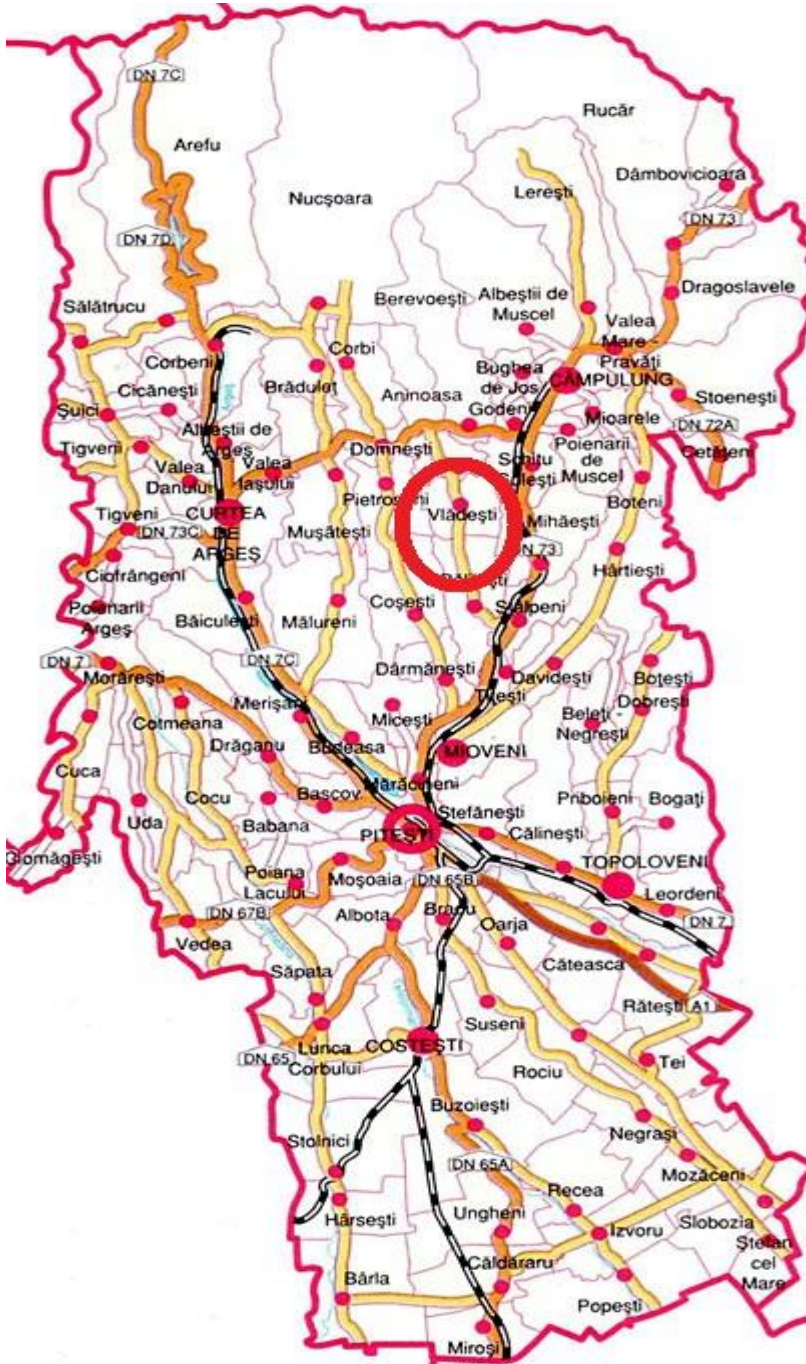 DN 7C
Rucăr
Arefu
Dâmbovicioara
Nucşoara
Lereşti
DN 73
DN 7D
Dragoslavele
Sălătrucu
Berevoeşti
Albeştii de
Muscel
Valea
Mare -
Pravăţi
Corbeni
Corbi
Bughea
de Jos
CÂMPULUNG
Cicăneşti
Brăduleţ
Aninoasa
Stoeneşti
Şuici
Godeni
Mioarele
DN 72A
Albeştii de
Argeş
Tigveni
Domneşti
Schitu
Poienarii
de
Muscel
Cetăţeni
Valea
Danului
Valea
Iaşului
Boteni
Tigveni
CURTEA
DE
ARGEŞ
Vlădeşti
Mihăeşti
DN 73C
Muşăteşti
DN 73
Ciofrângeni
Hârtieşti
Poienarii
Argeş
Băiculeşti
Mălureni
Coşeşti
Stâlpeni
DN 7
DN 7C
Morăreşti
Dârmăneşti
Davideşti
Boteşti
Cotmeana
Merişani
Miceşti
Ţiţeşti
Dobreşti
Beleţi -
Negreşti
Drăganu
Budeasa
MIOVENI
Cuca
Cocu
Mărăcineni
Bascov
Priboieni
Bogaţi
Uda
Babana
PITEŞTI
Ştefăneşti
Călineşti
Poiana
Lacului
Moşoaia
DN 65B
TOPOLOVENI
Leordeni
DN 67B
Bradu
DN 7
Vedea
Albota
Oarja
Căteasca
Săpata
Răteşti
A1
Suseni
DN 65
Lunca
Corbului
COSTEŞTI
Tei
Rociu
Buzoieşti
Negraşi
Stolnici
DN 65A
Mozăceni
Recea
Hârseşti
Ungheni
Izvoru
Slobozia
Ştefan
cel
Mare
Bârla
Căldăraru
Popeşti
Miroşi